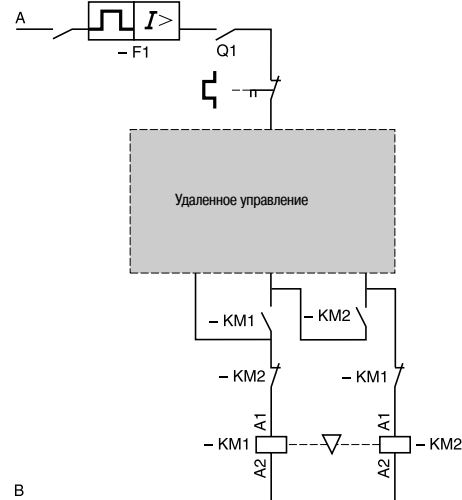 A
I>
– F1
Q1
Удаленное управление
– KM1
– KM2
– KM2
– KM1
A1
A1
– KM1
– KM2
A2
A2
B